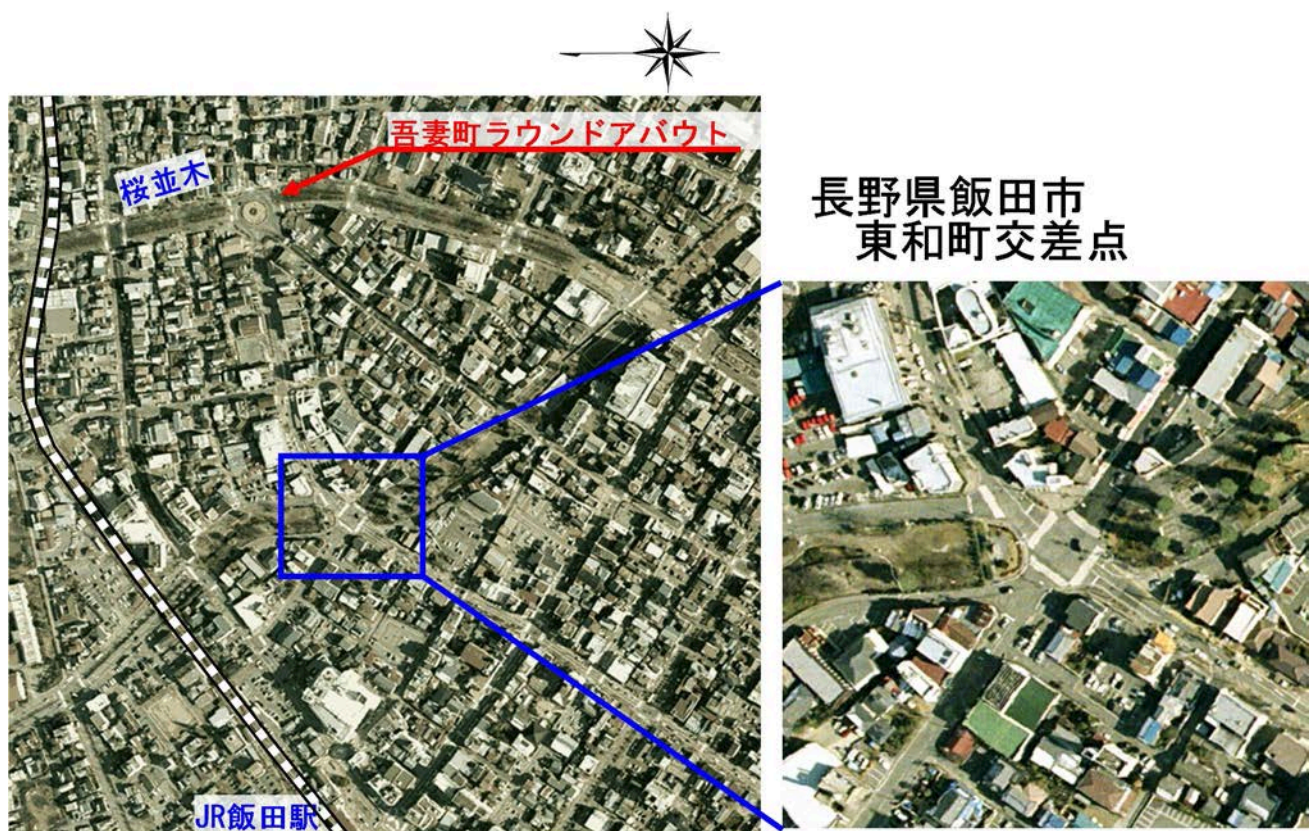 吾妻町ラウンドアバウト
桜並木
長野県飯田市
東和町交差点
JR飯田駅